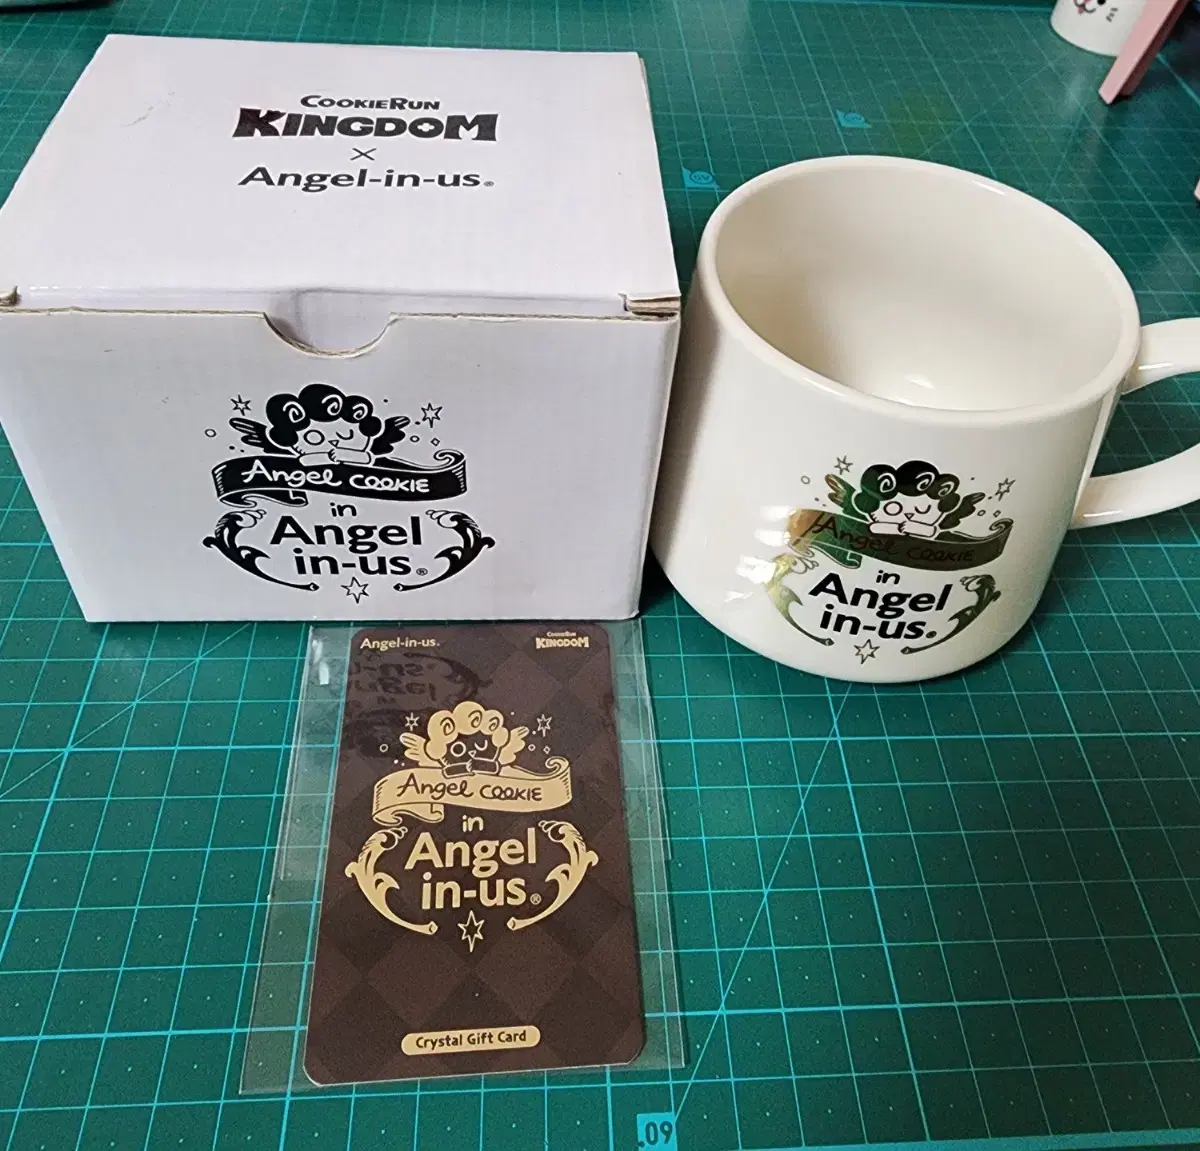 COOKIERUN
KINGDOM
×
Angel-in-us®
Angel COOKIE
in
Angel
in-us®
Angel COOKIE
in
Angel
in-us®
Angel-in-us®
COOKIERUN
KINGDOM
Angel COOKIE
in
Angel
in-us®
Crystal Gift Card
.09